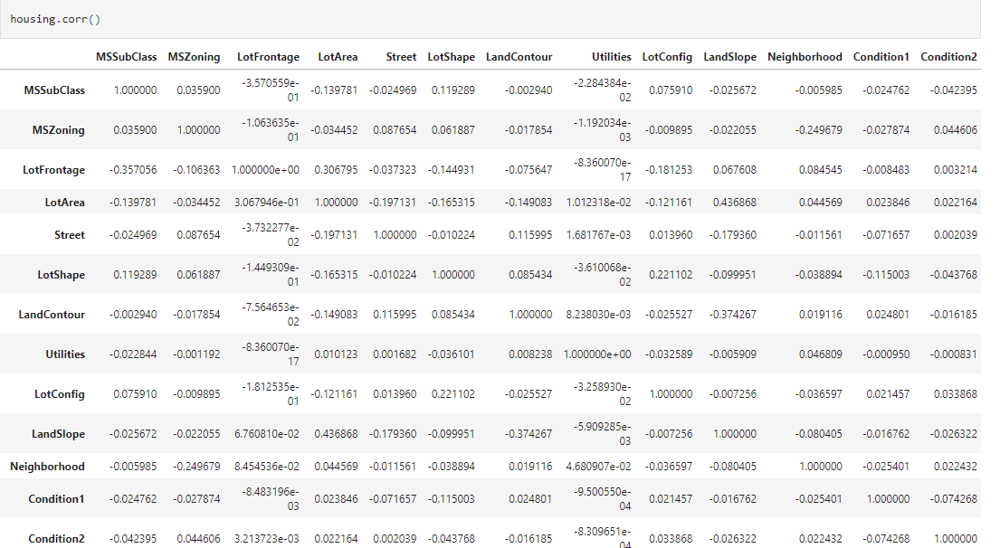 housing.corr()
MSSubClass MSZoning LotFrontage LotArea Street LotShape LandContour Utilities LotConfig LandSlope Neighborhood Condition1 Condition2
MSSubClass 1.000000 0.035900 -3.570559e-01 -0.139781 -0.024969 0.119289 -0.002940 -2.284384e-02 0.075910 -0.025672 -0.005985 -0.024762 -0.042395
MSZoning 0.035900 1.000000 -1.063635e-01 -0.034452 0.087654 0.061887 -0.017854 -1.192034e-03 -0.009895 -0.022055 -0.249679 -0.027874 0.044606
LotFrontage -0.357056 -0.106363 1.000000e+00 0.306795 -0.037323 -0.144931 -0.075647 -8.360070e-17 -0.181253 0.067608 0.084545 -0.008483 0.003214
LotArea -0.139781 -0.034452 3.067946e-01 1.000000 -0.197131 -0.165315 -0.149083 1.012318e-02 -0.121161 0.436868 0.044569 0.023846 0.022164
Street -0.024969 0.087654 -3.732277e-02 -0.197131 1.000000 -0.010224 0.115995 1.681767e-03 0.013960 -0.179360 -0.011561 -0.071657 0.002039
LotShape 0.119289 0.061887 -1.449309e-01 -0.165315 -0.010224 1.000000 0.085434 -3.610068e-02 0.221102 -0.099951 -0.038894 -0.115003 -0.043768
LandContour -0.002940 -0.017854 -7.564653e-02 -0.149083 0.115995 0.085434 1.000000 8.238030e-03 -0.025527 -0.374267 0.019116 0.024801 -0.016185
Utilities -0.022844 -0.001192 -8.360070e-17 0.010123 0.001682 -0.036101 0.008238 1.000000e+00 -0.032589 -0.005909 0.046809 -0.000950 -0.000831
LotConfig 0.075910 -0.009895 -1.812535e-01 -0.121161 0.013960 0.221102 -0.025527 -3.258930e-02 1.000000 -0.007256 -0.036597 0.021457 0.033868
LandSlope -0.025672 -0.022055 6.760810e-02 0.436868 -0.179360 -0.099951 -0.374267 -5.909285e-03 -0.007256 1.000000 -0.080405 -0.016762 -0.026322
Neighborhood -0.005985 -0.249679 8.454536e-02 0.044569 -0.011561 -0.038894 0.019116 4.680907e-02 -0.036597 -0.080405 1.000000 -0.025401 0.022432
Condition1 -0.024762 -0.027874 -8.483196e-03 0.023846 -0.071657 -0.115003 0.024801 -9.500550e-04 0.021457 -0.016762 -0.025401 1.000000 -0.074268
Condition2 -0.042395 0.044606 3.213723e-03 0.022164 0.002039 -0.043768 -0.016185 -8.309651e-04 0.033868 -0.026322 0.022432 -0.074268 1.000000